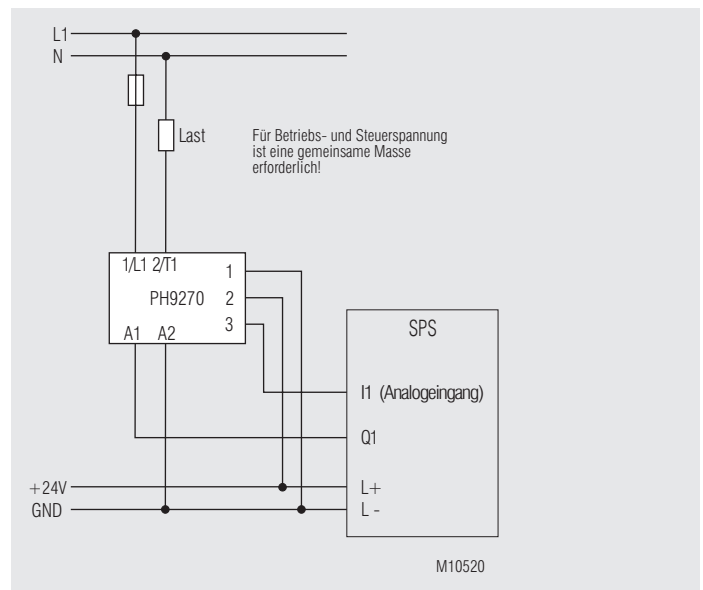 L1
N
Last
Für Betriebs- und Steuerspannung
ist eine gemeinsame Masse
erforderlich!
1/L1 2/T1
1
PH9270 2
3
A1 A2
SPS
I1 (Analogeingang)
Q1
+24V
L+
GND
L -
M10520